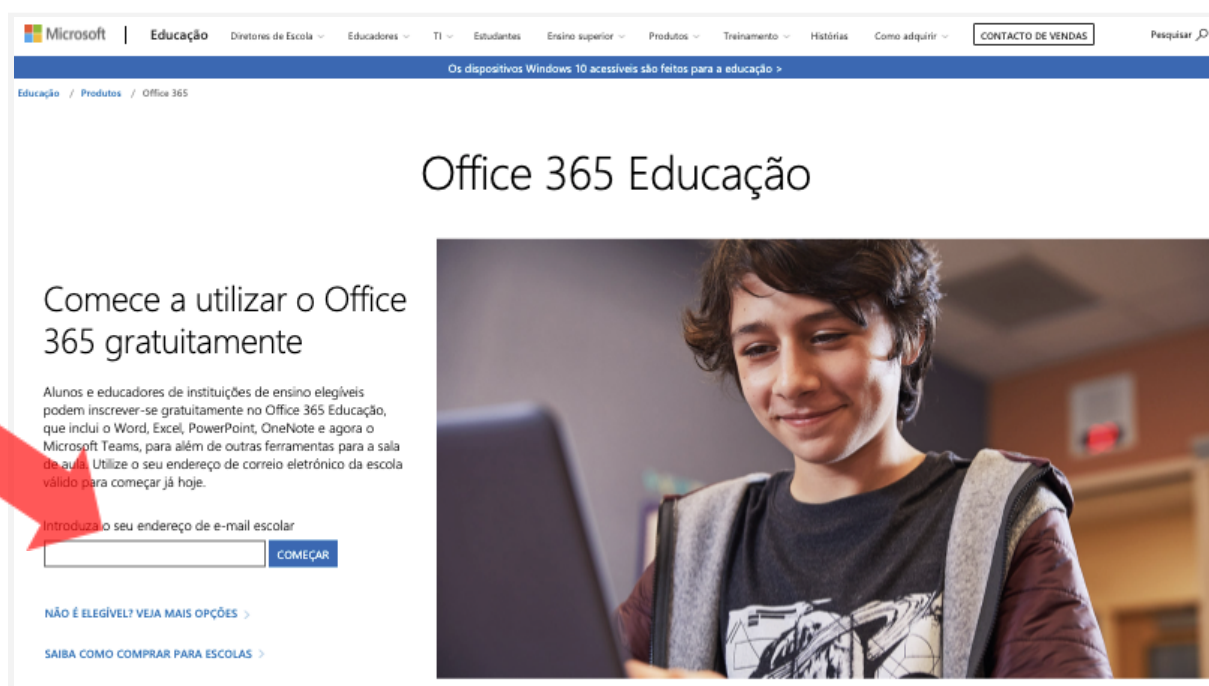 Microsoft
Educação
Diretores de Escola
Educadores
TI
Estudantes
Ensino superior
Produtos
Treinamento
Histórias
Como adquirir
CONTACTO DE VENDAS
Pesquisar
Os dispositivos Windows 10 acessíveis são feitos para a educação >
Educação / Produtos / Office 365
Office 365 Educação
Comece a utilizar o Office
365 gratuitamente
Alunos e educadores de instituições de ensino elegíveis
podem inscrever-se gratuitamente no Office 365 Educação,
que inclui o Word, Excel, PowerPoint, OneNote e agora o
Microsoft Teams, para além de outras ferramentas para a sala
de aula. Utilize o seu endereço de correio eletrónico da escola
válido para começar já hoje.
Introduza o seu endereço de e-mail escolar
COMEÇAR
NÃO É ELEGÍVEL? VEJA MAIS OPÇÕES >
SAIBA COMO COMPRAR PARA ESCOLAS >